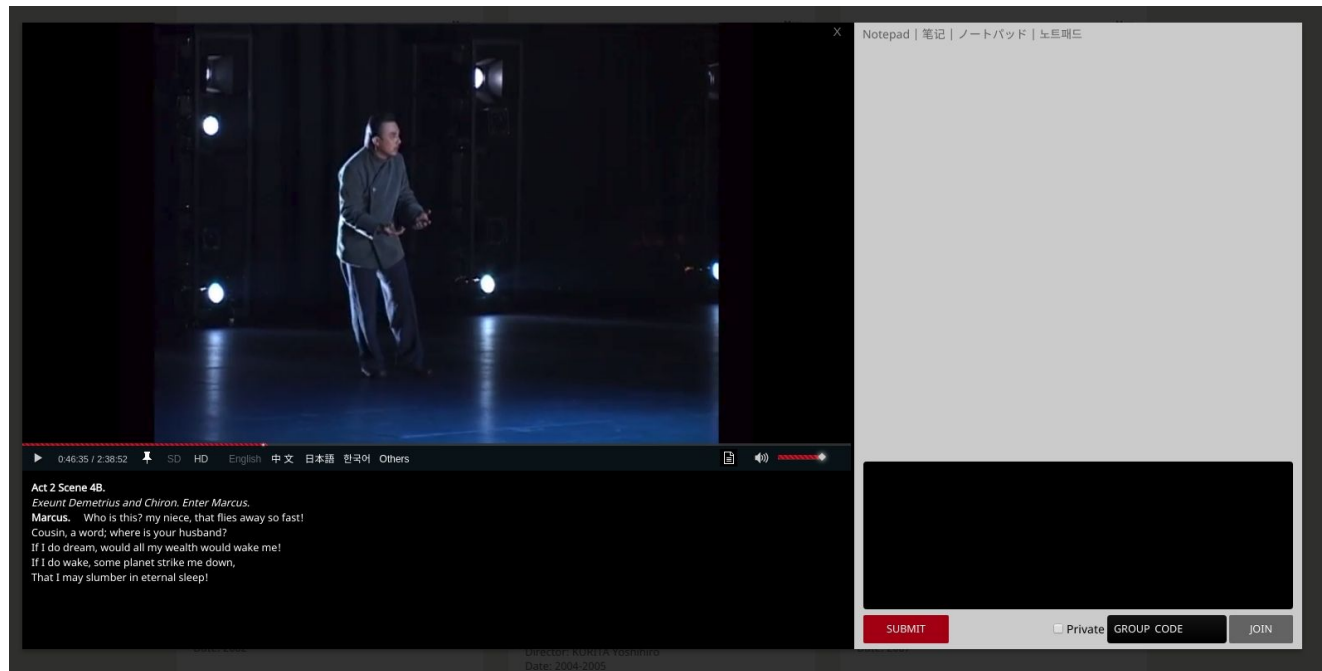 X
Notepad | 笔记 | ノートパッド | 노트패드
0:46:35 / 2:38:52 SD HD English 中文 日本語 한국어 Others
Act 2 Scene 4B.
Exeunt Demetrius and Chiron. Enter Marcus.
Marcus. Who is this? my niece, that flies away so fast!
Cousin, a word; where is your husband?
If I do dream, would all my wealth would wake me!
If I do wake, some planet strike me down,
That I may slumber in eternal sleep!
SUBMIT Private GROUP CODE JOIN
Director: KURITA Yoshihiro
Date: 2004-2005